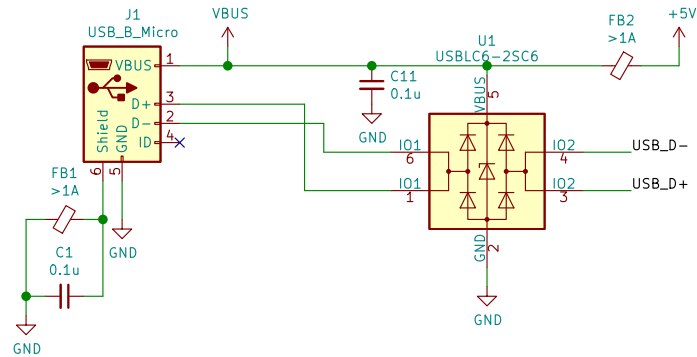 J1
USB_B_Micro
VBUS
FB2
>1A
+5V
U1
USBLC6-2SC6
VBUS
1
D+
3
D-
2
ID
4
Shield
GND
6
5
C11
0.1u
GND
VBUS
5
IO1
6
IO1
1
IO2
4
IO2
3
USB_D-
USB_D+
GND
2
GND
FB1
>1A
GND
C1
0.1u
GND